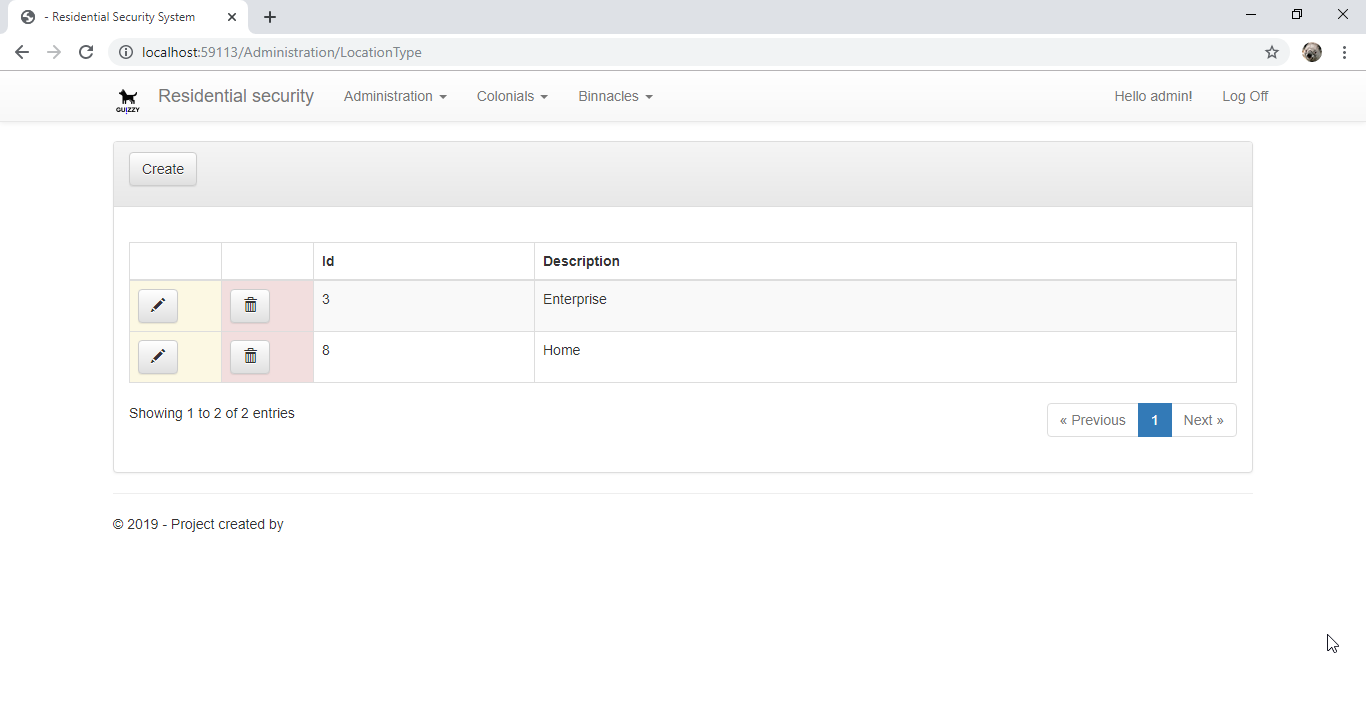 - Residential Security System
localhost:59113/Administration/LocationType
GUIZZY
Residential security Administration Colonials Binnacles Hello admin! Log Off
Create
Id Description
3 Enterprise
8 Home
Showing 1 to 2 of 2 entries
« Previous 1 Next »
© 2019 - Project created by